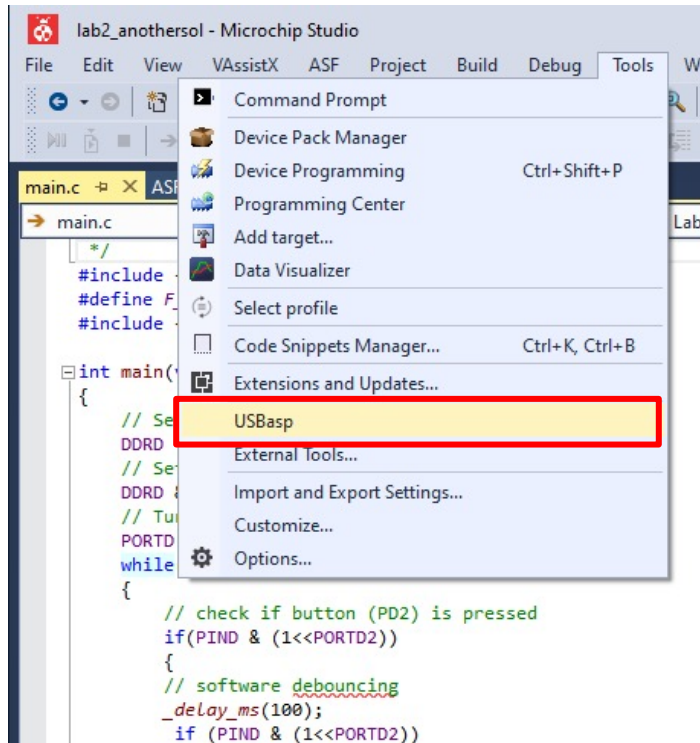 lab2_anothersol - Microchip Studio
File Edit View VAssistX ASF Project Build Debug Tools W
Command Prompt
Device Pack Manager
Device Programming Ctrl+Shift+P
Programming Center
Add target...
Data Visualizer
Select profile
Code Snippets Manager... Ctrl+K, Ctrl+B
Extensions and Updates...
USBasp
External Tools...
Import and Export Settings...
Customize...
Options...
main.c ASF
main.c Lab
*/
#include
#define F_
#include
int main(
{
// Se
DDRD
// Set
DDRD &
// Tu
PORTD
while
{
// check if button (PD2) is pressed
if(PIND & (1<<PORTD2))
{
// software debouncing
_delay_ms(100);
if (PIND & (1<<PORTD2))